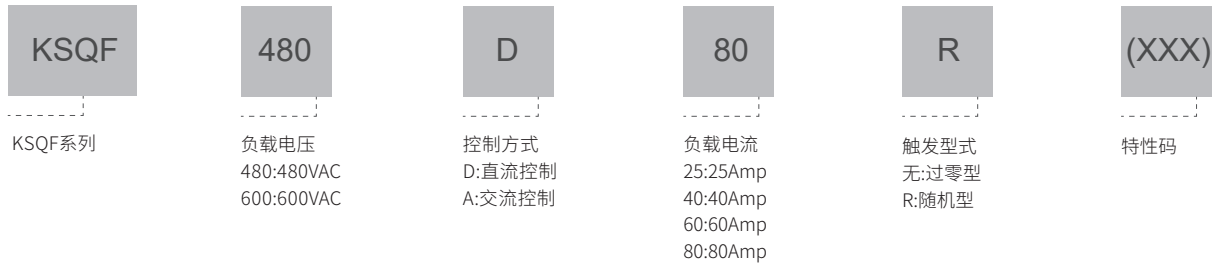 KSQF
480
D
80
R
(XXX)
KSQF系列
负载电压
480:480VAC
600:600VAC
控制方式
D:直流控制
A:交流控制
负载电流
25:25Amp
40:40Amp
60:60Amp
80:80Amp
触发型式
无:过零型
R:随机型
特性码